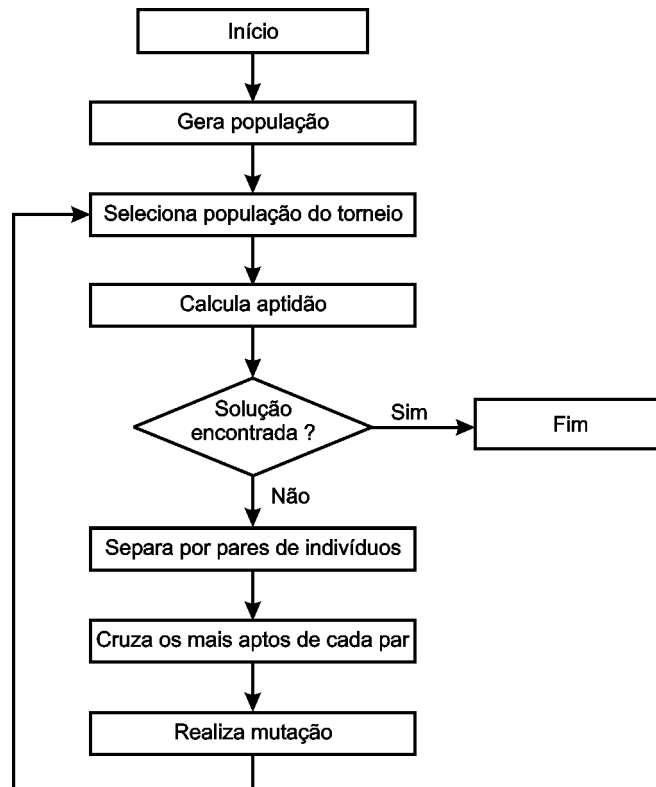 Início
Gera população
Seleciona população do torneio
Calcula aptidão
Solução
encontrada ?
Sim
Fim
Não
Separa por pares de indivíduos
Cruza os mais aptos de cada par
Realiza mutação